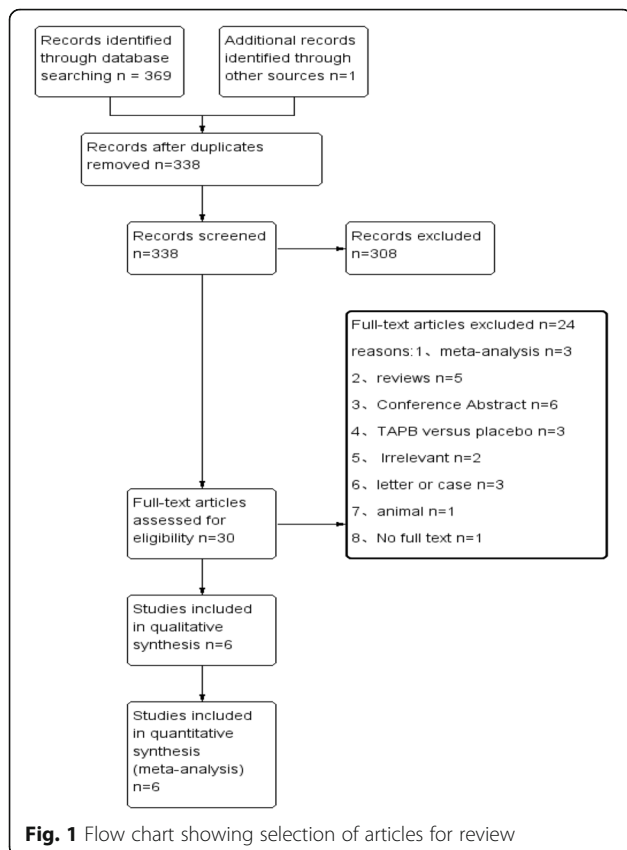 Records identified
through database
searching n = 369
Additional records
identified through
other sources n=1
Records after duplicates
removed n=338
Records screened
n=338
Records excluded
n=308
Full-text articles excluded n=24
reasons:1、meta-analysis n=3
2、reviews n=5
3、Conference Abstract n=6
4、TAPB versus placebo n=3
5、 Irrelevant n=2
6、letter or case n=3
7、animal n=1
8、No full text n=1
Full-text articles
assessed for
eligibility n=30
Studies included
in qualitative
synthesis n=6
Studies included
in quantitative
synthesis
(meta-analysis)
n=6
Fig. 1 Flow chart showing selection of articles for review